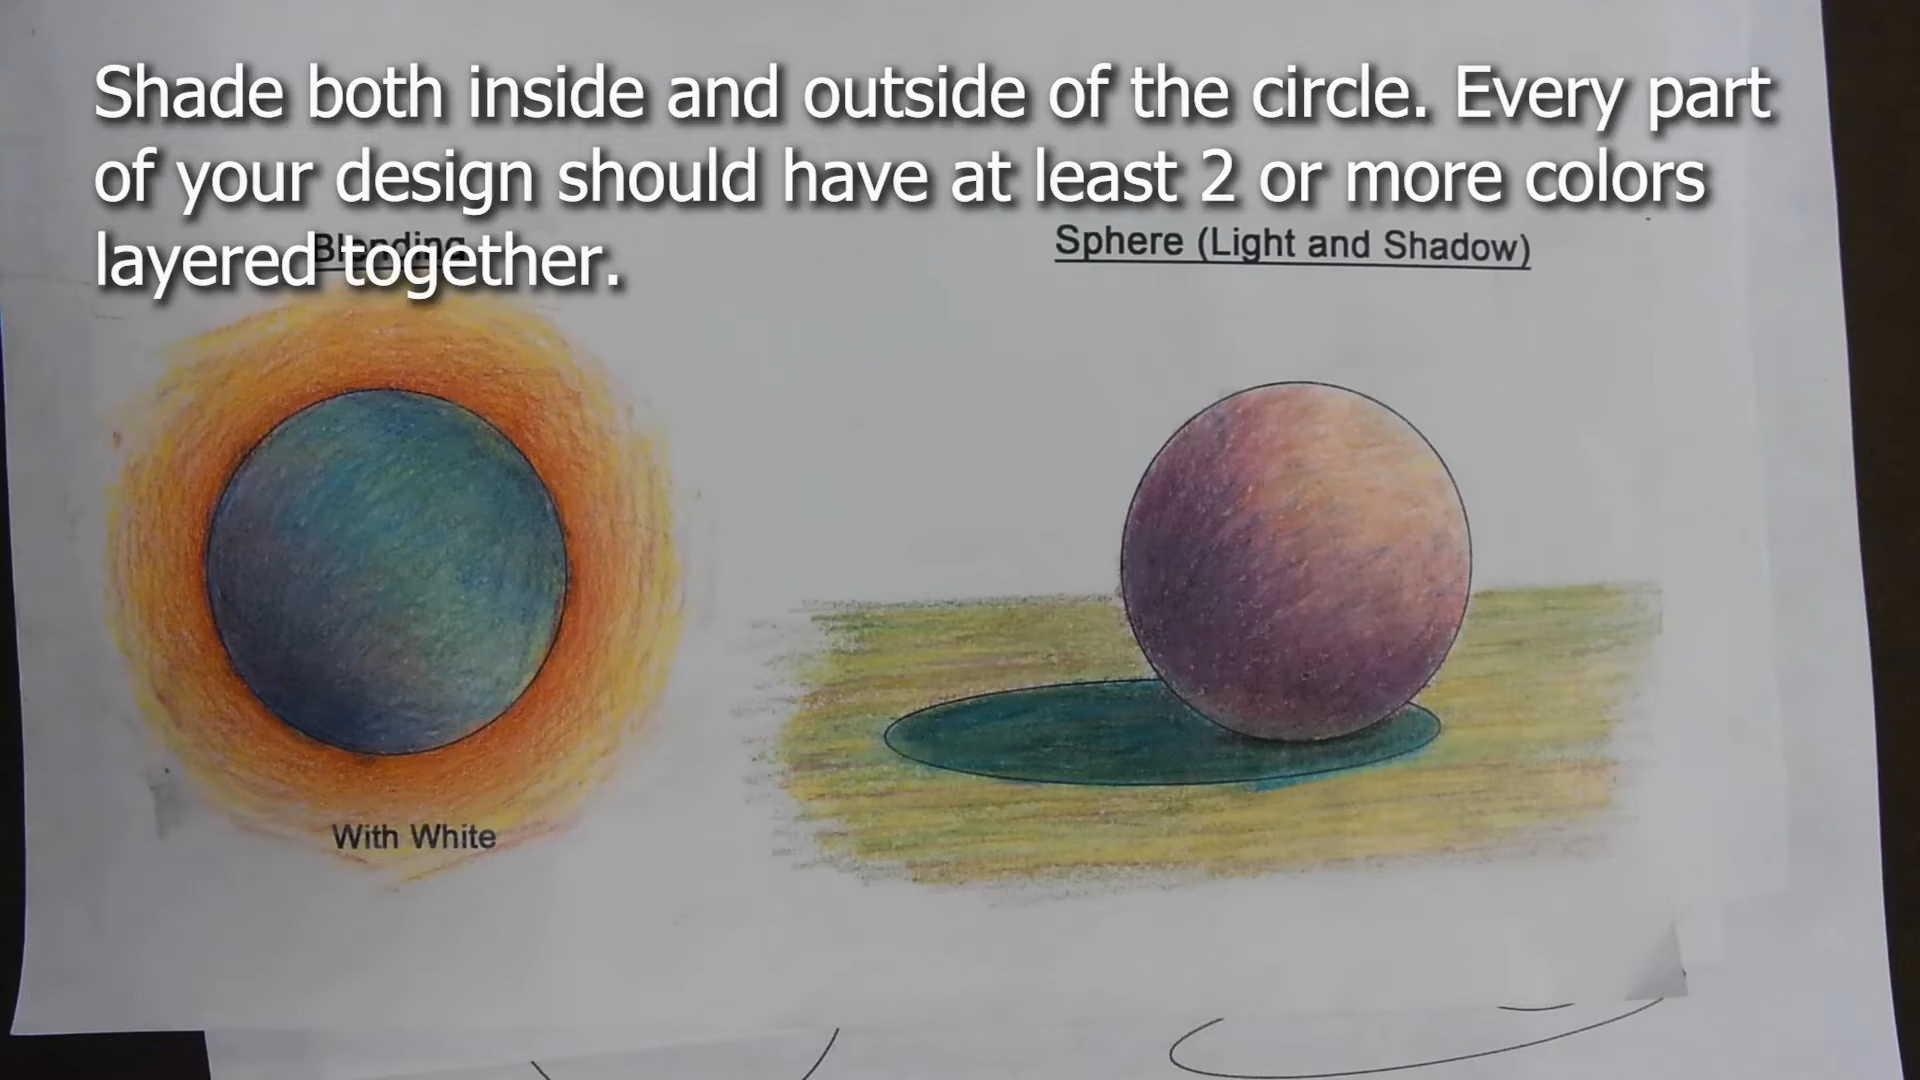 Shade both inside and outside of the circle. Every part
of your design should have at least 2 or more colors
layered together.
Blending
Sphere (Light and Shadow)
With White